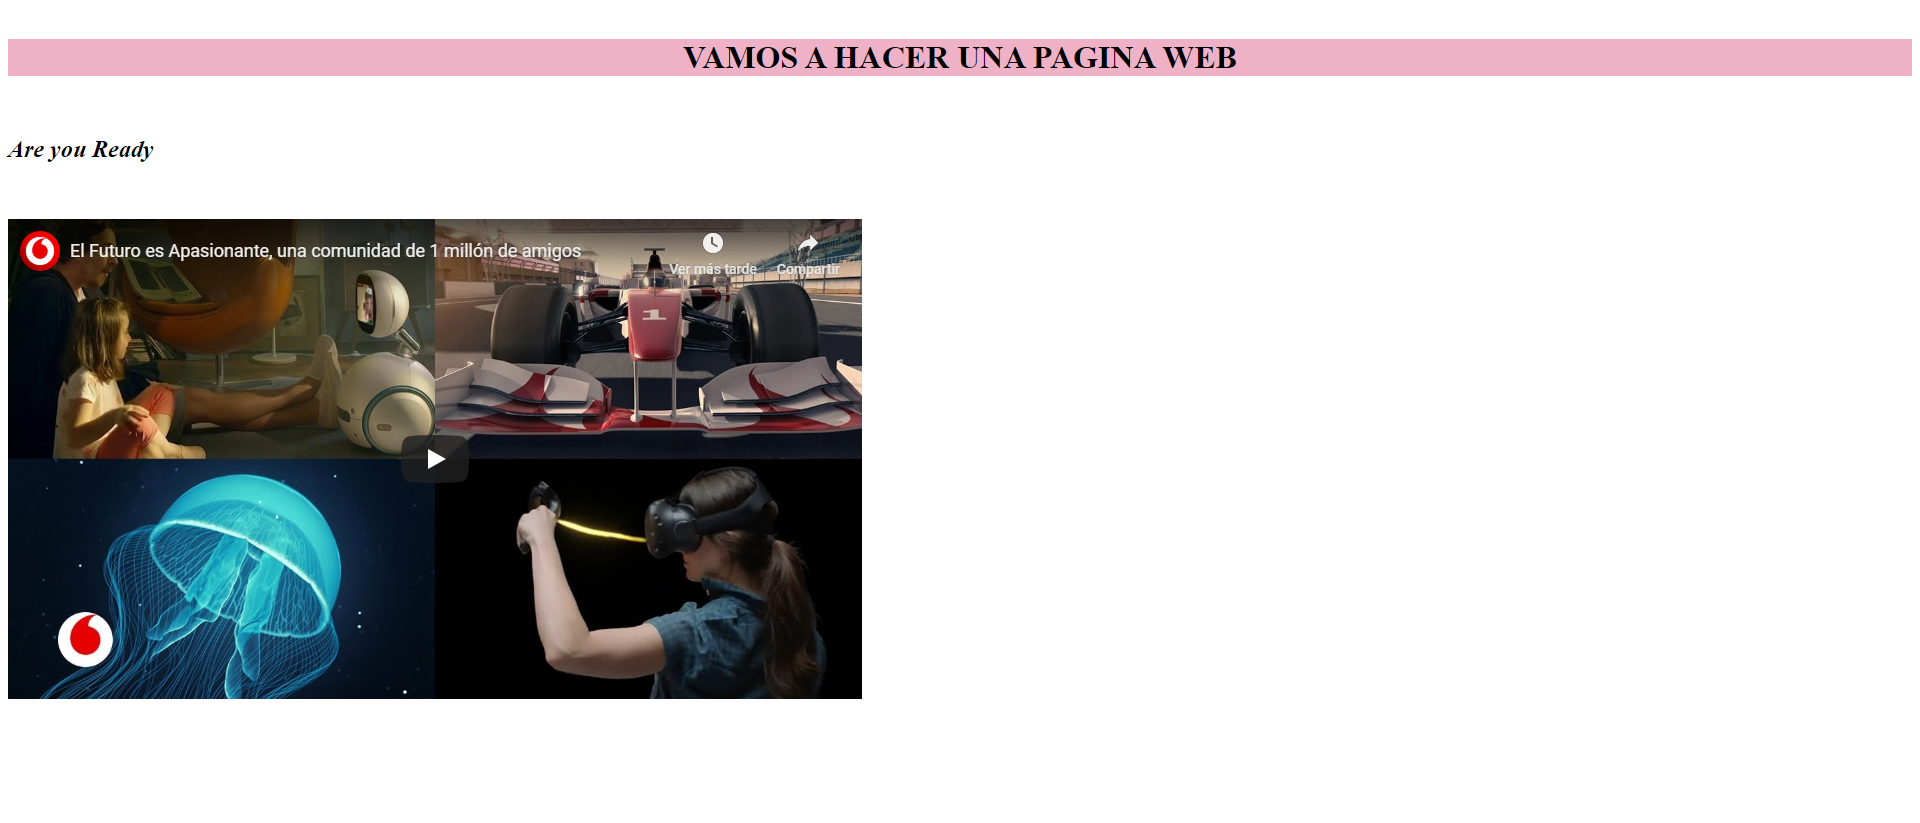 VAMOS A HACER UNA PAGINA WEB
Are you Ready
El Futuro es Apasionante, una comunidad de 1 millón de amigos
Ver más tarde
Compartir
1